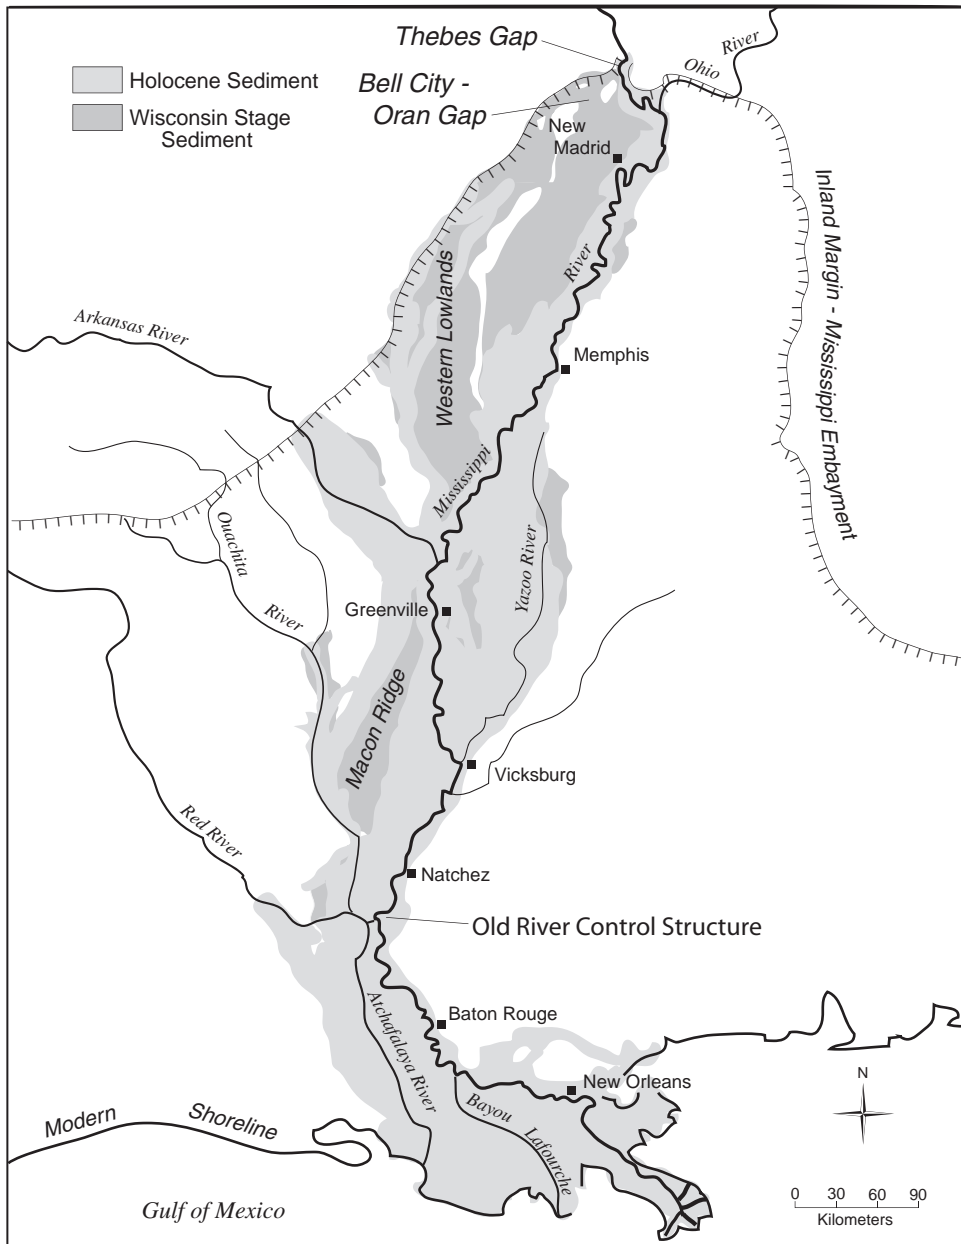 Thebes Gap
Ohio
River
Holocene Sediment
Wisconsin Stage
Sediment
Bell City -
Oran Gap
New
Madrid
Inland Margin - Mississippi Embayment
River
Arkansas River
Western Lowlands
Memphis
Mississippi
Ouachita
River
Yazoo River
Greenville
Macon Ridge
Vicksburg
Red River
Natchez
Old River Control Structure
Atchafalaya River
Baton Rouge
New Orleans
Bayou
Lafourche
Modern
Shoreline
Gulf of Mexico
N
0 30 60 90
Kilometers